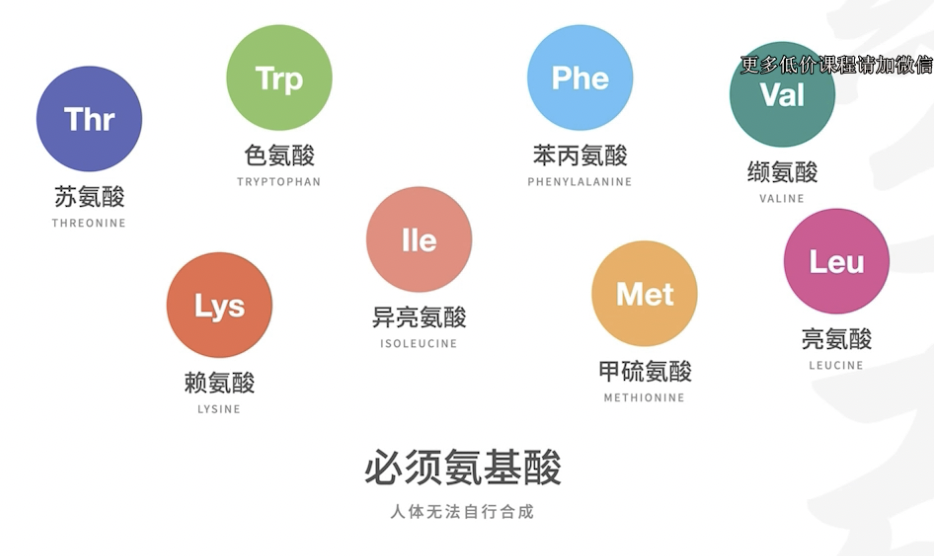 更多低价课程请加微信
Thr
苏氨酸
THREONINE
Trp
色氨酸
TRYPTOPHAN
Phe
苯丙氨酸
PHENYLALANINE
Val
缬氨酸
VALINE
Lys
赖氨酸
LYSINE
Ile
异亮氨酸
ISOLEUCINE
Met
甲硫氨酸
METHIONINE
Leu
亮氨酸
LEUCINE
必须氨基酸
人体无法自行合成